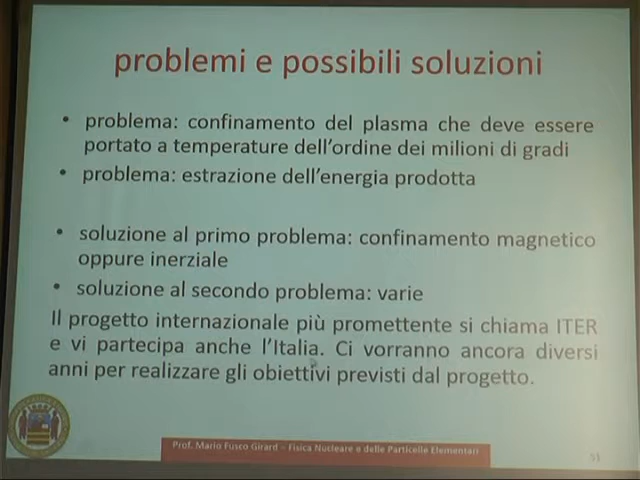 problemi e possibili soluzioni
• problema: confinamento del plasma che deve essere
portato a temperature dell'ordine dei milioni di gradi
• problema: estrazione dell'energia prodotta
• soluzione al primo problema: confinamento magnetico
oppure inerziale
• soluzione al secondo problema: varie
Il progetto internazionale più promettente si chiama ITER
e vi partecipa anche l'Italia. Ci vorranno ancora diversi
anni per realizzare gli obiettivi previsti dal progetto.
Prof. Mario Fusco Girard – Fisica Nucleare e delle Particelle Elementari